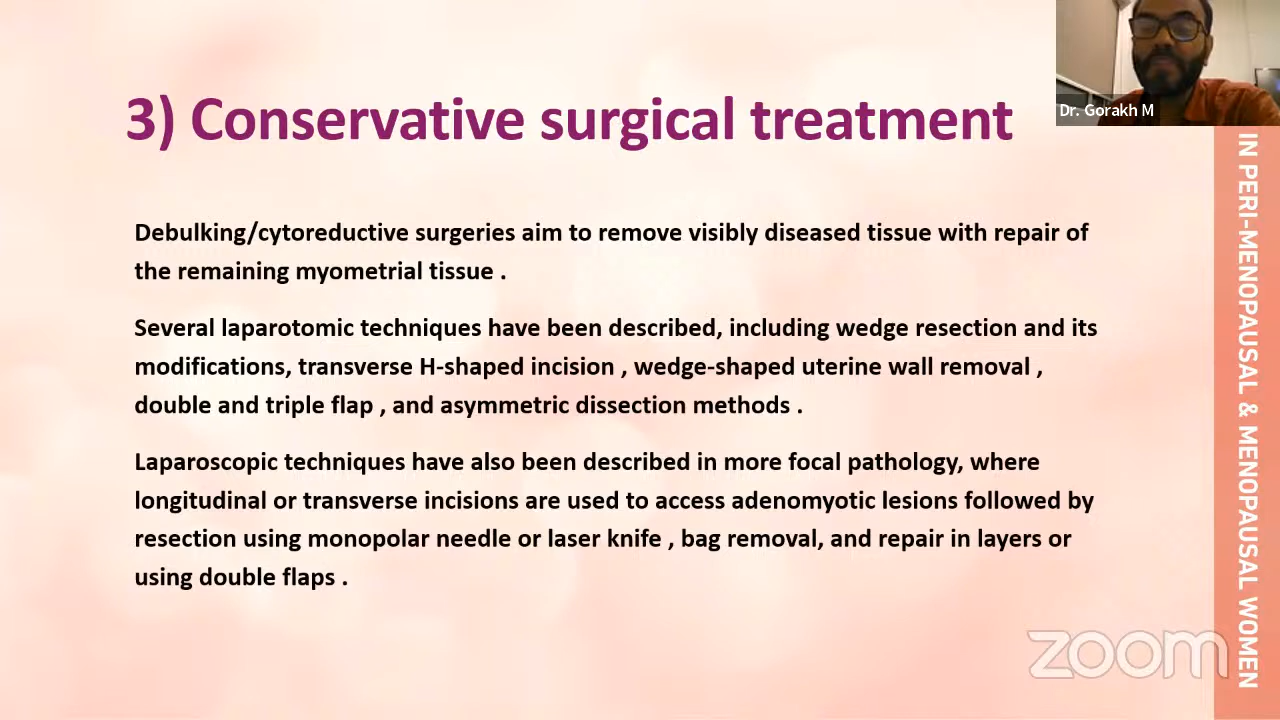 3) Conservative surgical treatment
Dr. Gorakh M
Debulking/cytoreductive surgeries aim to remove visibly diseased tissue with repair of
the remaining myometrial tissue .
Several laparotomic techniques have been described, including wedge resection and its
modifications, transverse H-shaped incision , wedge-shaped uterine wall removal ,
double and triple flap , and asymmetric dissection methods .
Laparoscopic techniques have also been described in more focal pathology, where
longitudinal or transverse incisions are used to access adenomyotic lesions followed by
resection using monopolar needle or laser knife , bag removal, and repair in layers or
using double flaps .
IN PERI-MENOPAUSAL & MENOPAUSAL WOMEN
zoom